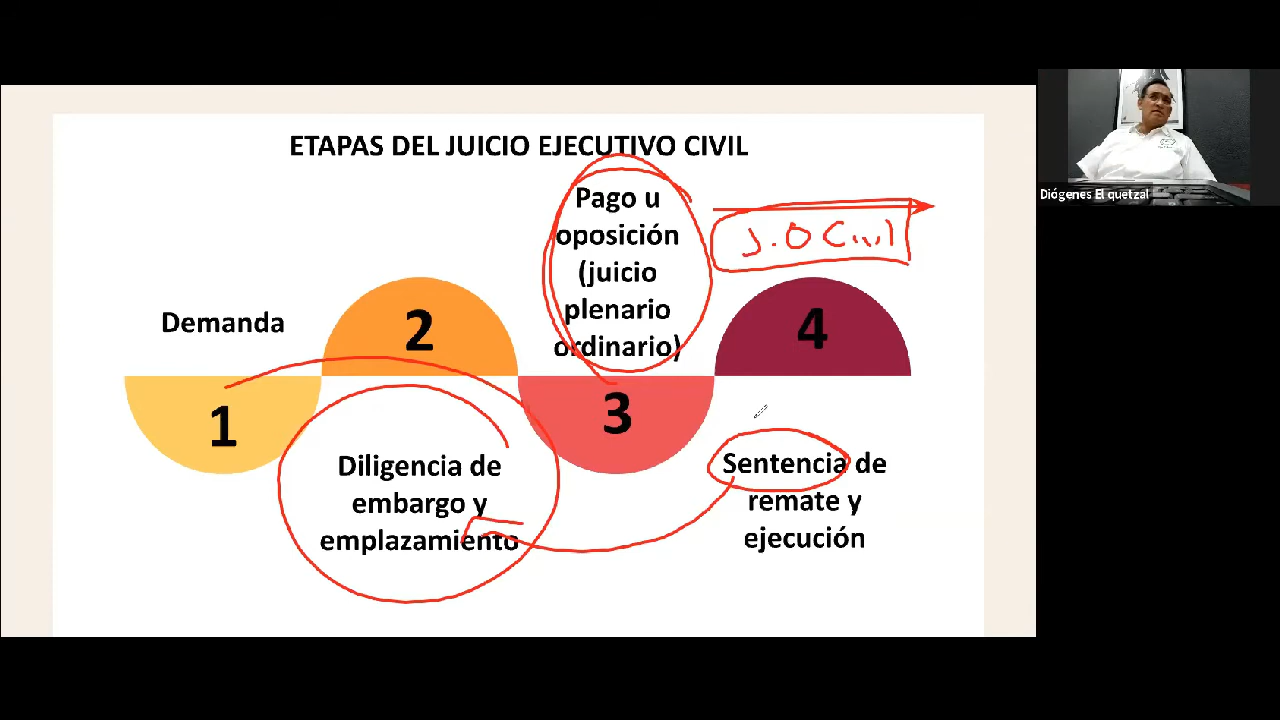 ETAPAS DEL JUICIO EJECUTIVO CIVIL
Demanda
1
2
Diligencia de
embargo y
emplazamiento
Pago u
oposición
(juicio
plenario
ordinario)
3
J.O Civil
4
Sentencia de
remate y
ejecución
Diógenes El quetzal